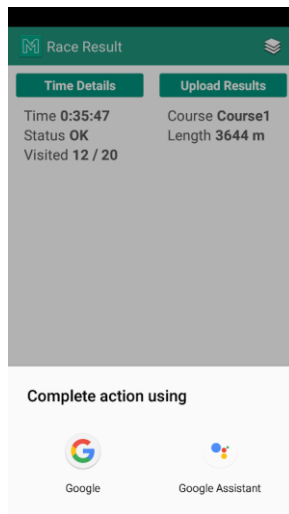 Race Result
Time Details
Upload Results
Time 0:35:47
Course Course1
Status OK
Length 3644 m
Visited 12 / 20
Complete action using
Google
Google Assistant